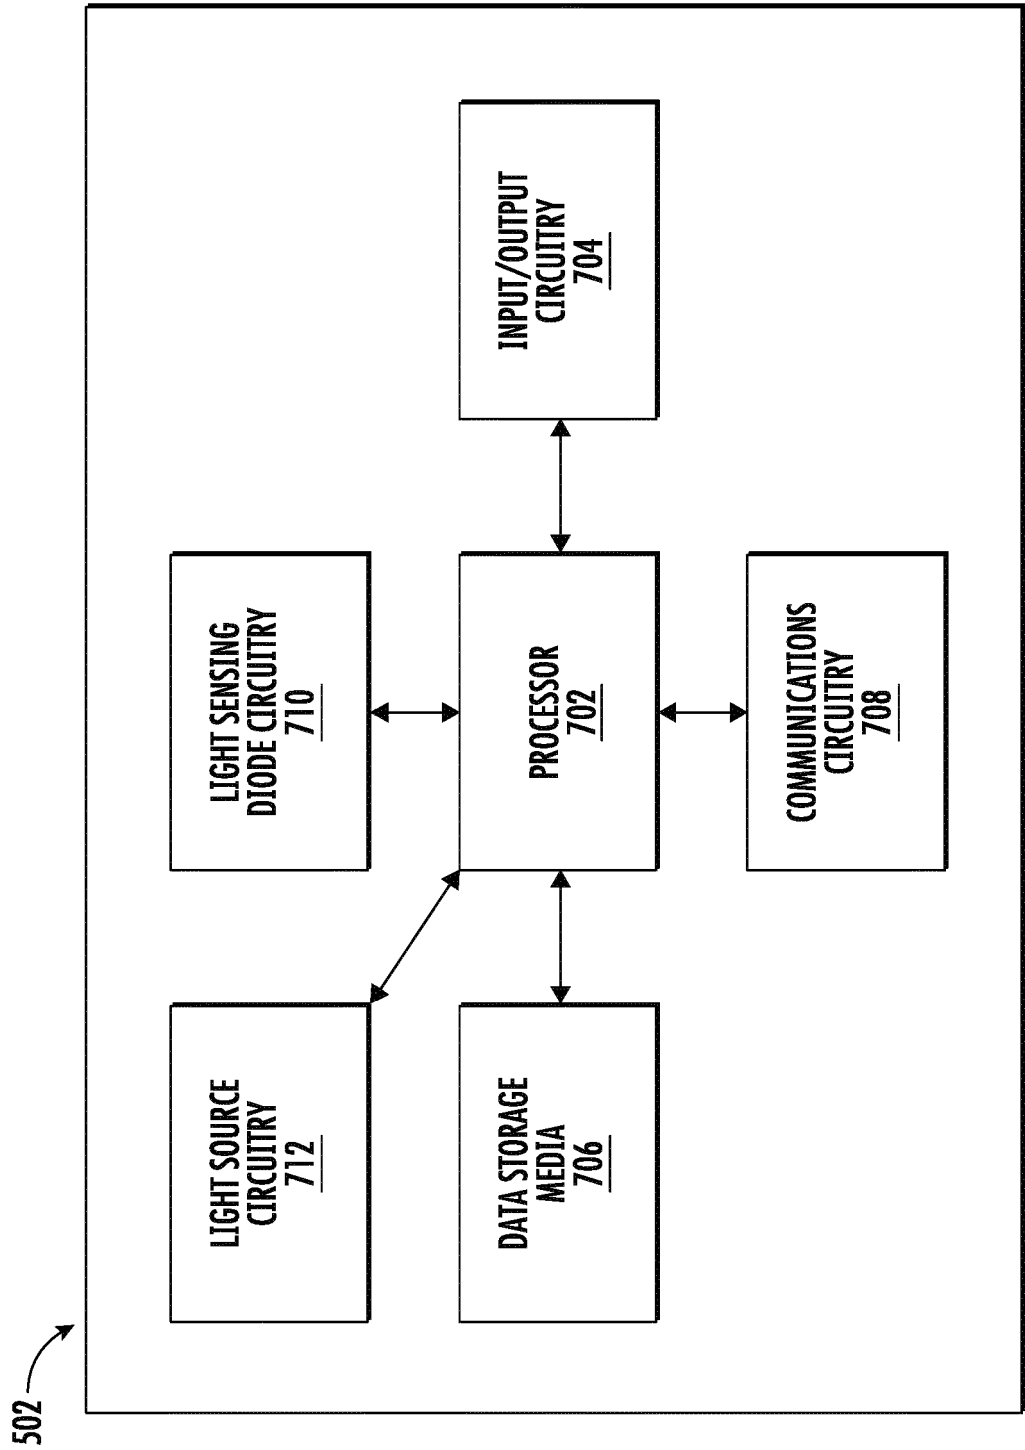 502
LIGHT SOURCE
CIRCUITRY
712
LIGHT SENSING
DIODE CIRCUITRY
710
DATA STORAGE
MEDIA
706
PROCESSOR
702
INPUT/OUTPUT
CIRCUITRY
704
COMMUNICATIONS
CIRCUITRY
708